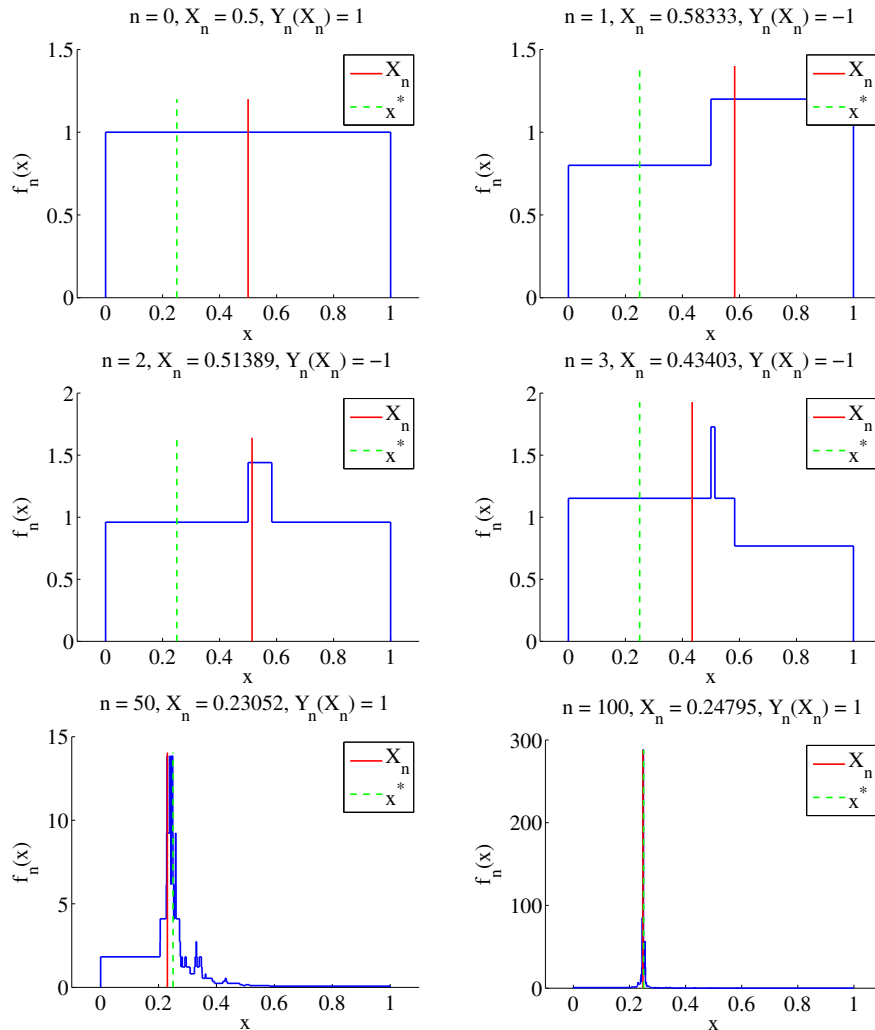 n = 0, X_n = 0.5, Y_n(X_n) = 1
1.5
1
0.5
0
f_n(x)
0 0.2 0.4 0.6 0.8 1
x
X_n
x^*
n = 1, X_n = 0.58333, Y_n(X_n) = −1
1.5
1
0.5
0
f_n(x)
0 0.2 0.4 0.6 0.8 1
x
X_n
x^*
n = 2, X_n = 0.51389, Y_n(X_n) = −1
2
1.5
1
0.5
0
f_n(x)
0 0.2 0.4 0.6 0.8 1
x
X_n
x^*
n = 3, X_n = 0.43403, Y_n(X_n) = −1
2
1.5
1
0.5
0
f_n(x)
0 0.2 0.4 0.6 0.8 1
x
X_n
x^*
n = 50, X_n = 0.23052, Y_n(X_n) = 1
15
10
5
0
f_n(x)
0 0.2 0.4 0.6 0.8 1
x
X_n
x^*
n = 100, X_n = 0.24795, Y_n(X_n) = 1
300
200
100
0
f_n(x)
0 0.2 0.4 0.6 0.8 1
x
X_n
x^*